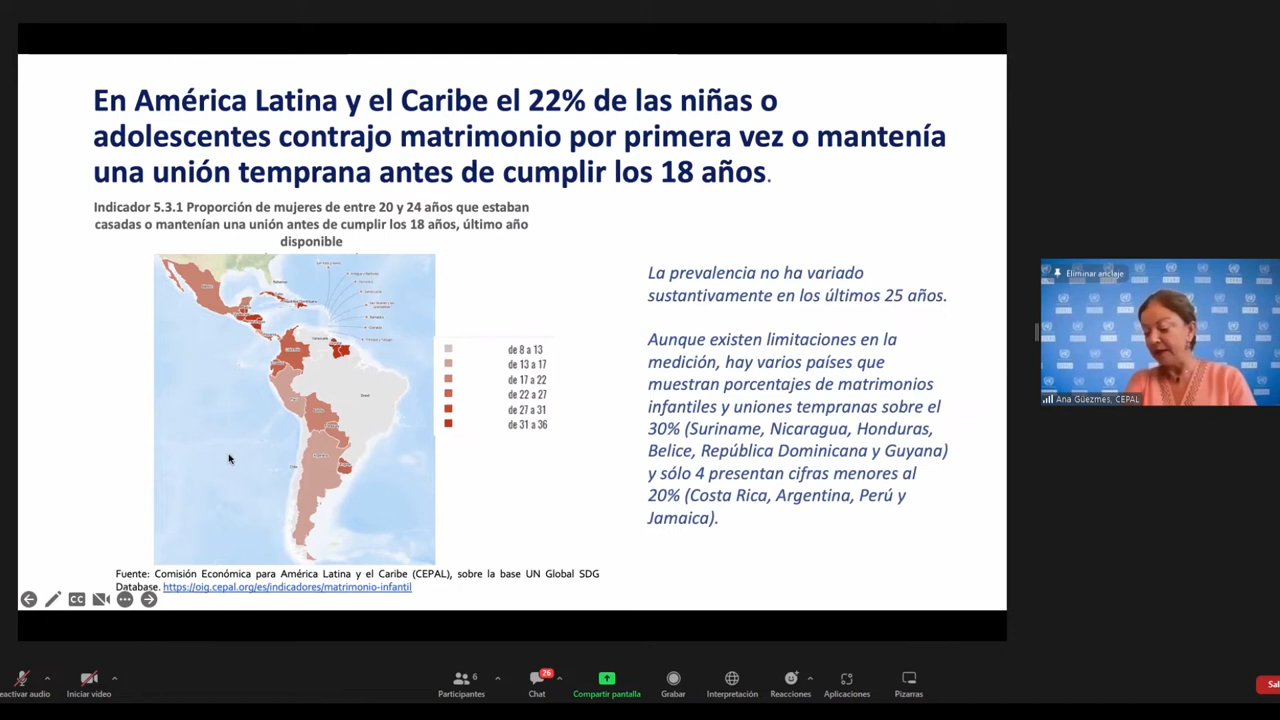 En América Latina y el Caribe el 22% de las niñas o
adolescentes contrajo matrimonio por primera vez o mantenía
una unión temprana antes de cumplir los 18 años.
Indicador 5.3.1 Proporción de mujeres de entre 20 y 24 años que estaban
casadas o mantenían una unión antes de cumplir los 18 años, último año
disponible
de 8 a 13
de 13 a 17
de 17 a 22
de 22 a 27
de 27 a 31
de 31 a 36
La prevalencia no ha variado
sustantivamente en los últimos 25 años.
Aunque existen limitaciones en la
medición, hay varios países que
muestran porcentajes de matrimonios
infantiles y uniones tempranas sobre el
30% (Suriname, Nicaragua, Honduras,
Belice, República Dominicana y Guyana)
y sólo 4 presentan cifras menores al
20% (Costa Rica, Argentina, Perú y
Jamaica).
Fuente: Comisión Económica para América Latina y el Caribe (CEPAL), sobre la base UN Global SDG
Database. https://oig.cepal.org/es/indicadores/matrimonio-infantil
CC
Eliminar anclaje
Ana Güezmes, CEPAL
eactivar audio
Iniciar vídeo
Participantes
6
Chat
26
Compartir pantalla
Grabar
Interpretación
Reacciones
Aplicaciones
Pizarras
Sal